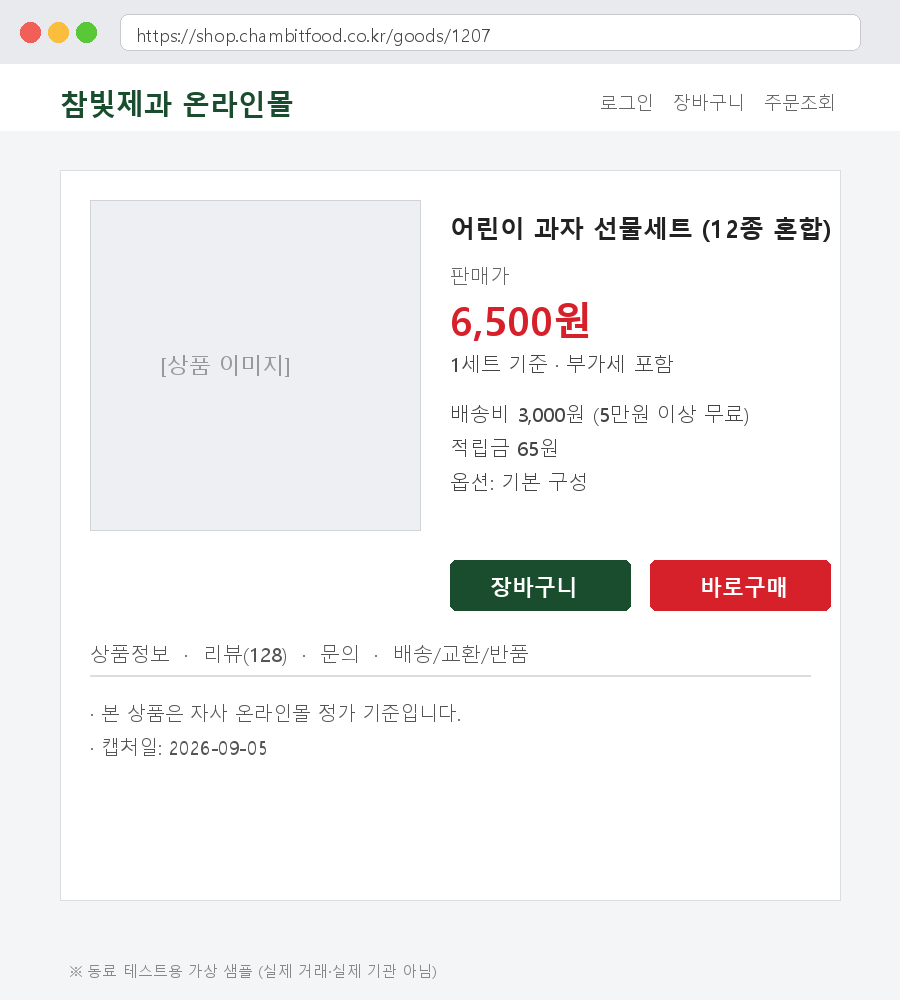 https://shop.chambitfood.co.kr/goods/1207
참빛제과 온라인몰
로그인 장바구니 주문조회
[상품 이미지]
어린이 과자 선물세트 (12종 혼합)
판매가
6,500원
1세트 기준 · 부가세 포함
배송비 3,000원 (5만원 이상 무료)
적립금 65원
옵션: 기본 구성
장바구니 바로구매
상품정보 · 리뷰(128) · 문의 · 배송/교환/반품
· 본 상품은 자사 온라인몰 정가 기준입니다.
· 캡처일: 2026-09-05
※ 동료 테스트용 가상 샘플 (실제 거래·실제 기관 아님)